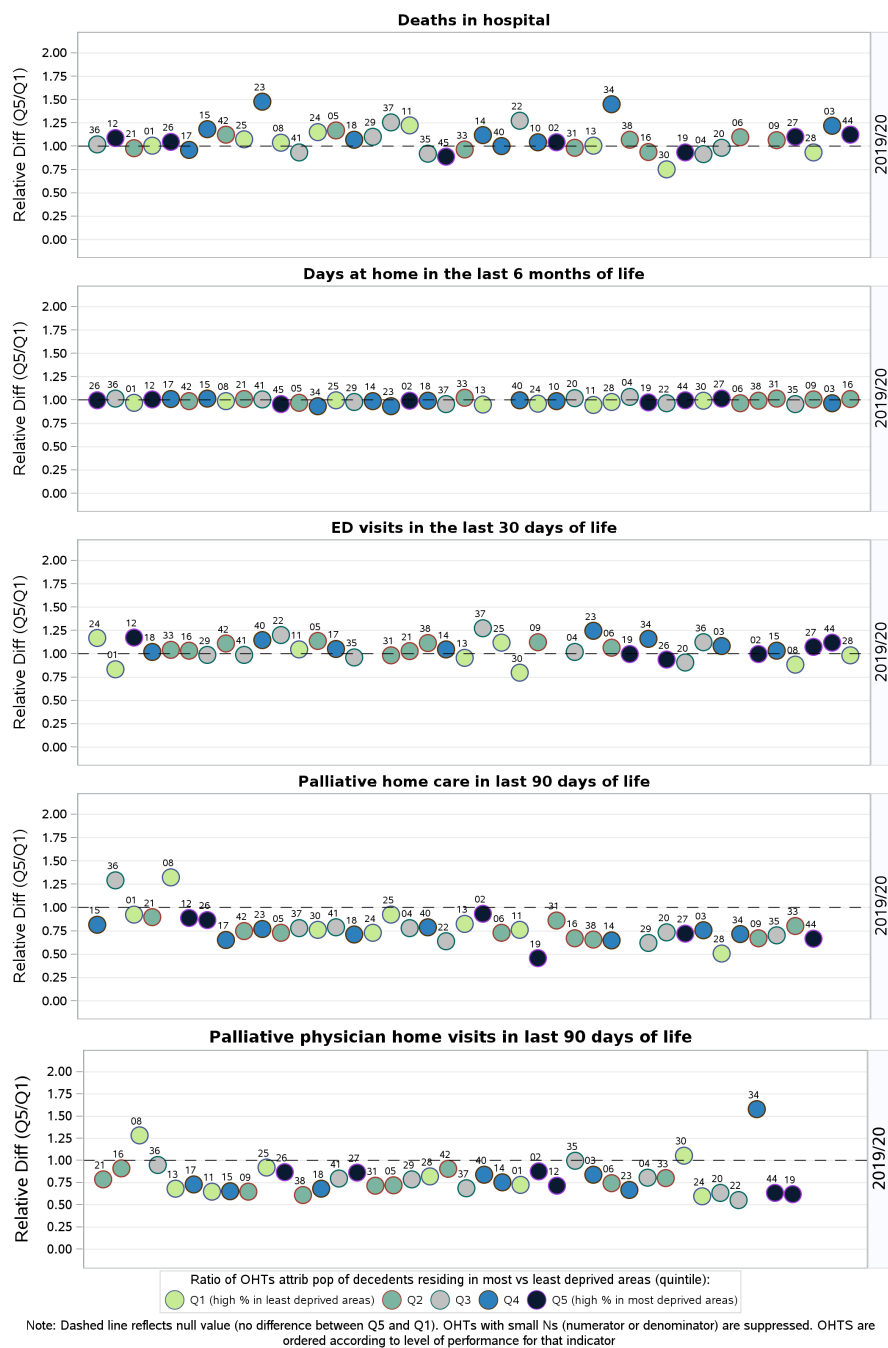 Deaths in hospital
Relative Diff (Q5/Q1)
2.00
1.75
1.50
1.25
1.00
0.75
0.50
0.25
0.00
36 12 21 01 26 17 15 42 25 23 08 41 24 05 18 29 37 11 35 45 33 14 40 22 10 02 31 13 34 38 16 30 19 04 20 06 09 27 28 03 44
2019/20
Days at home in the last 6 months of life
Relative Diff (Q5/Q1)
2.00
1.75
1.50
1.25
1.00
0.75
0.50
0.25
0.00
26 36 01 12 17 42 15 08 21 41 45 05 34 25 29 14 23 02 18 37 33 13 40 24 10 20 11 28 04 19 22 44 30 27 06 38 31 35 09 03 16
2019/20
ED visits in the last 30 days of life
Relative Diff (Q5/Q1)
2.00
1.75
1.50
1.25
1.00
0.75
0.50
0.25
0.00
24 01 12 18 33 16 29 42 41 40 22 11 05 17 35 31 21 38 14 13 37 25 30 09 04 23 06 19 34 26 20 36 03 02 15 08 27 44 28
2019/20
Palliative home care in last 90 days of life
Relative Diff (Q5/Q1)
2.00
1.75
1.50
1.25
1.00
0.75
0.50
0.25
0.00
15 36 01 21 08 12 26 17 42 23 05 37 30 41 18 24 25 04 40 22 13 02 06 11 19 31 16 38 14 29 20 27 03 28 34 09 35 33 44
2019/20
Palliative physician home visits in last 90 days of life
Relative Diff (Q5/Q1)
2.00
1.75
1.50
1.25
1.00
0.75
0.50
0.25
0.00
21 16 08 36 13 17 11 15 09 25 26 38 18 41 27 31 05 29 28 42 37 40 14 01 02 12 35 03 06 23 04 33 30 24 20 22 34 44 19
2019/20
Ratio of OHTs attrib pop of decedents residing in most vs least deprived areas (quintile):
Q1 (high % in least deprived areas) Q2 Q3 Q4 Q5 (high % in most deprived areas)
Note: Dashed line reflects null value (no difference between Q5 and Q1). OHTs with small Ns (numerator or denominator) are suppressed. OHTS are
ordered according to level of performance for that indicator